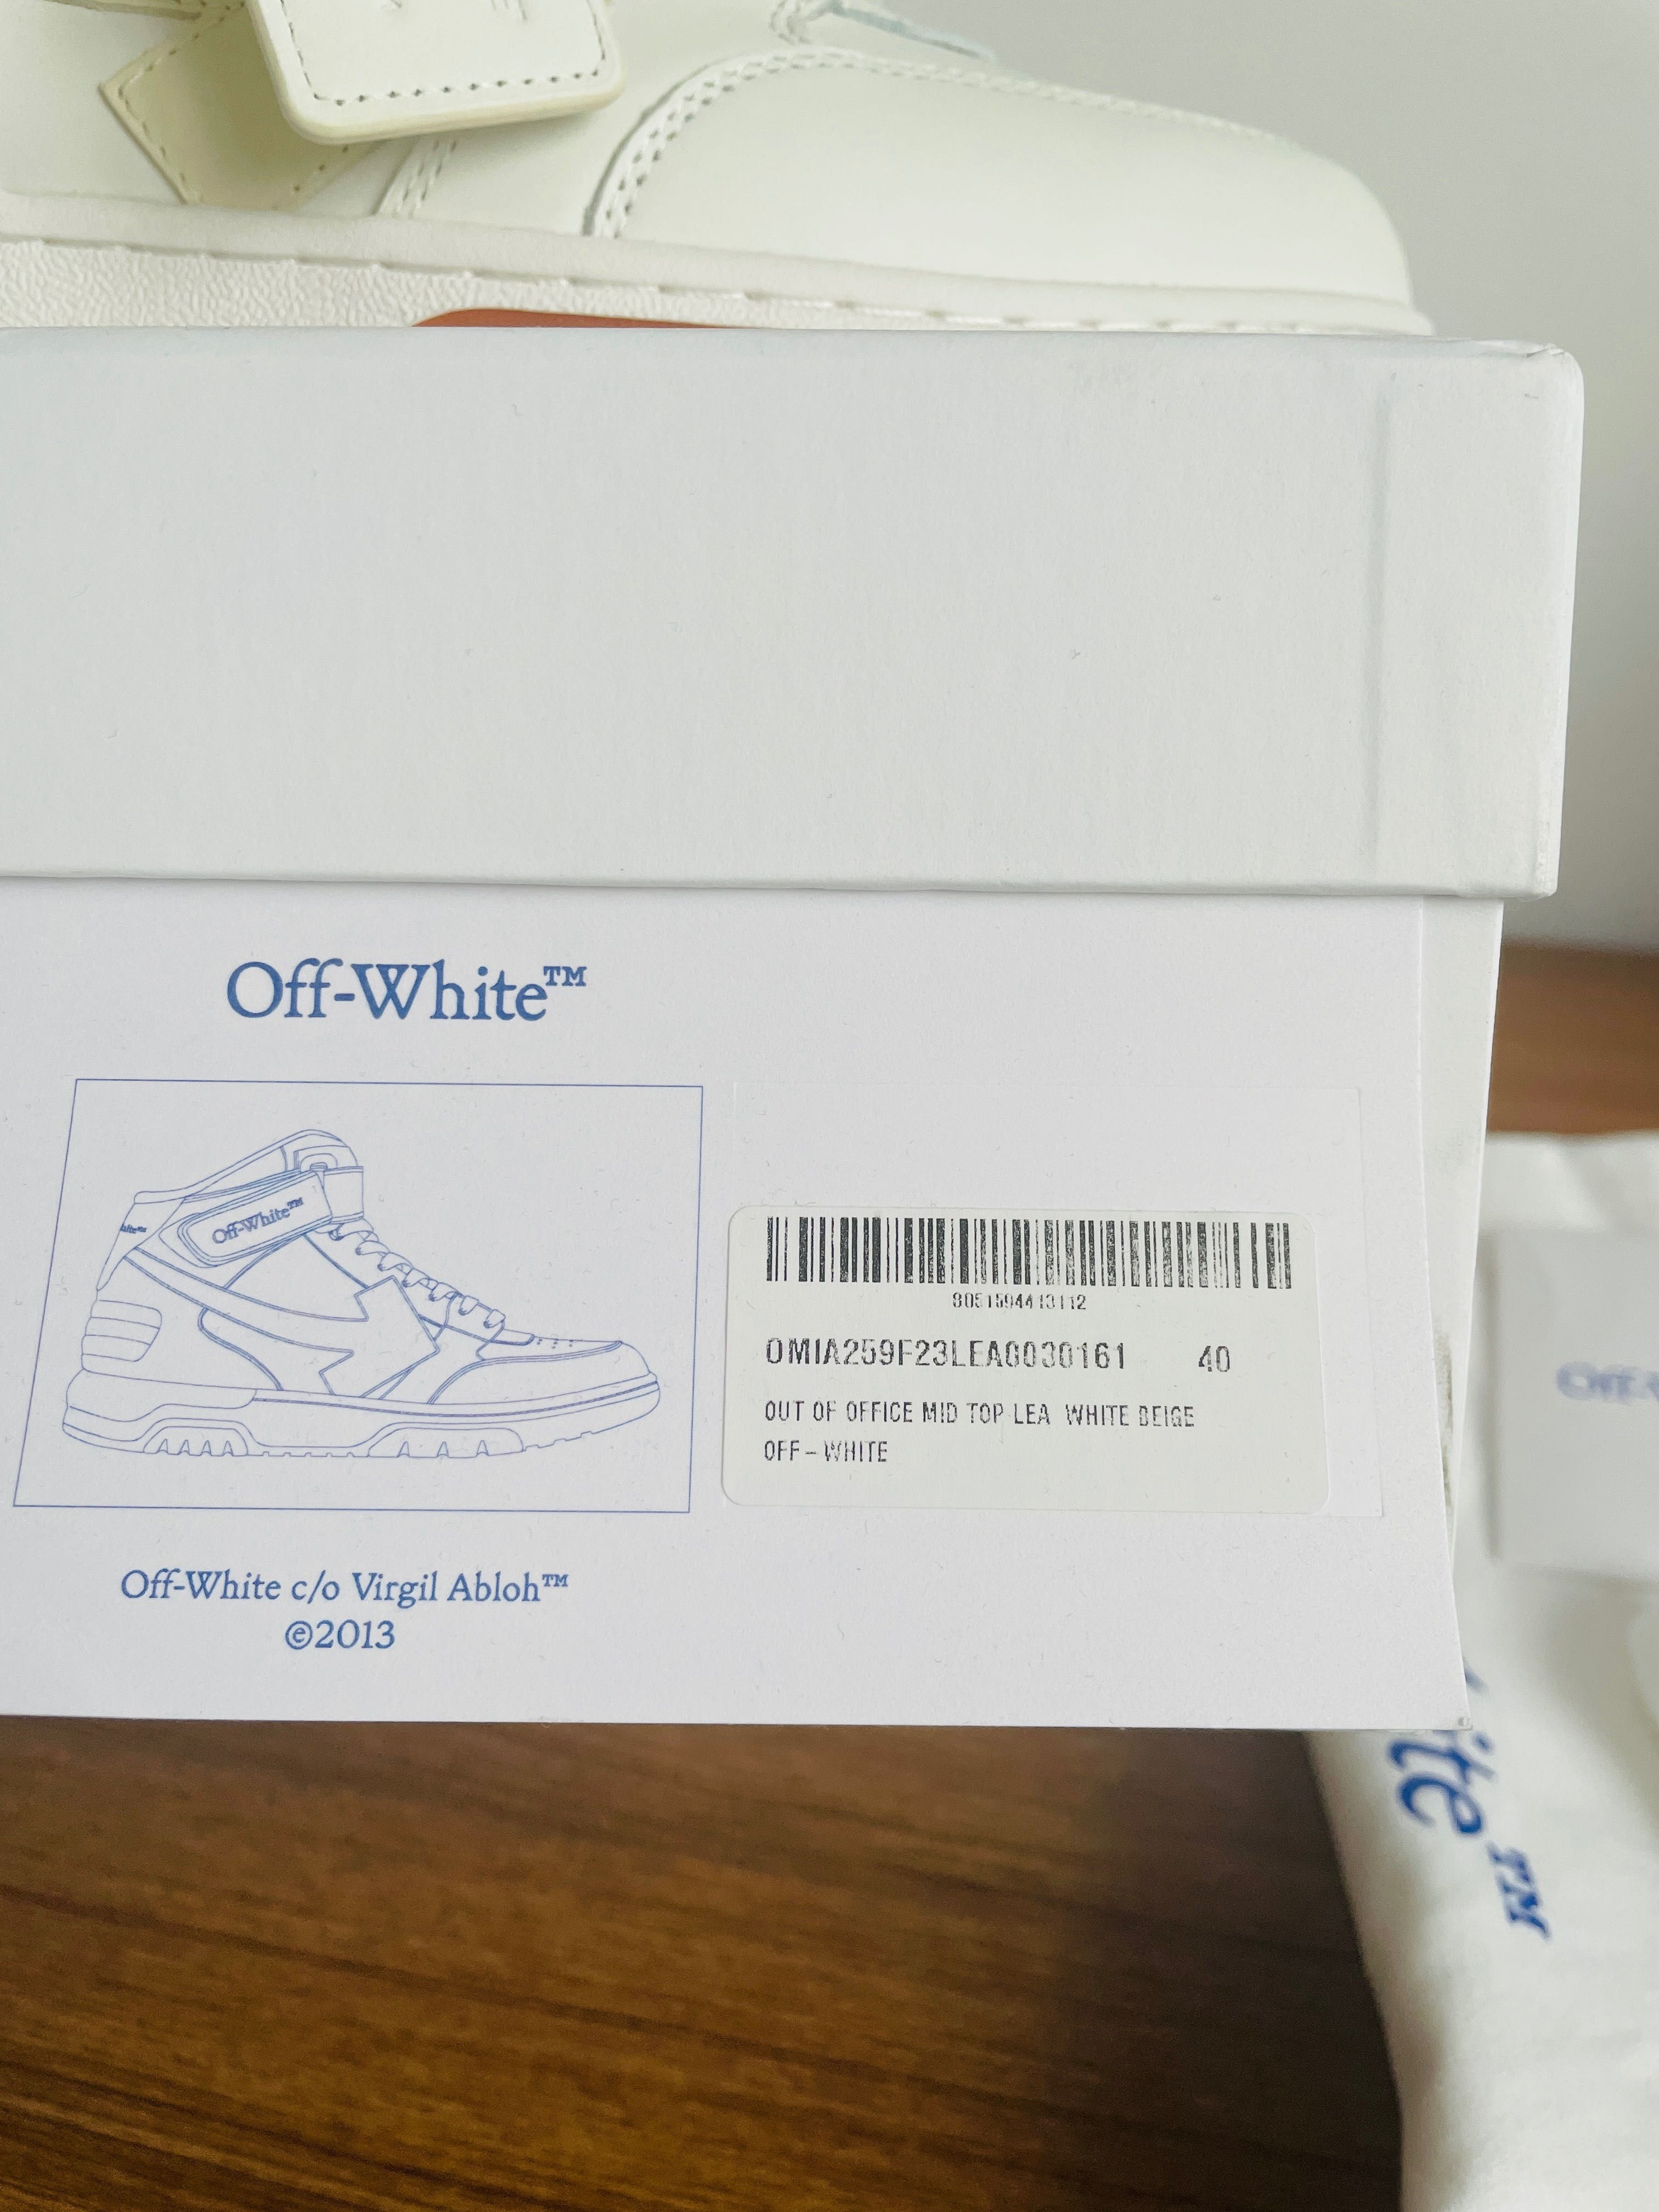 Off-White™
Off-White™
Off-White c/o Virgil Abloh™
©2013
8051594413112
OMIA259F23LEA0030161 40
OUT OF OFFICE MID TOP LEA WHITE BEIGE
OFF-WHITE
ite™